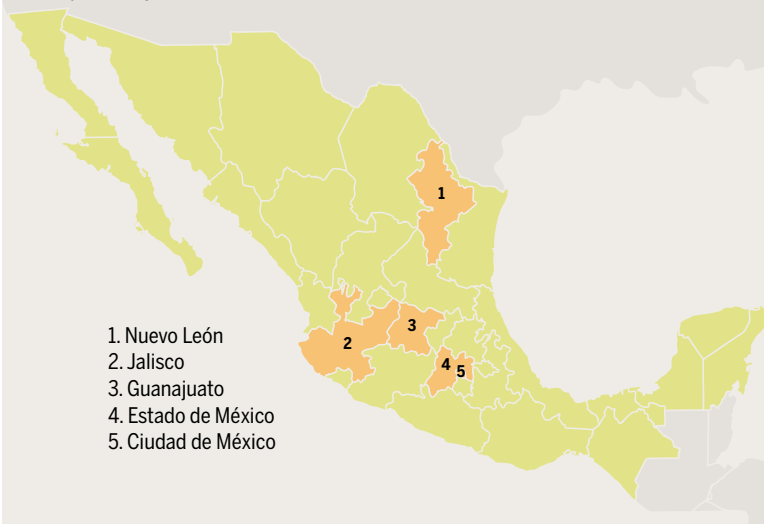 1
2
3
4
5
1. Nuevo León
2. Jalisco
3. Guanajuato
4. Estado de México
5. Ciudad de México